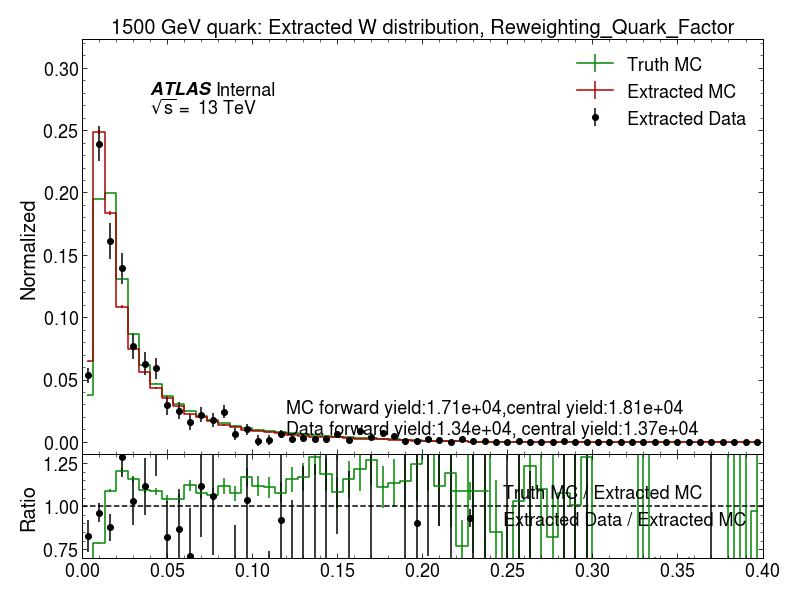 1500 GeV quark: Extracted W distribution, Reweighting_Quark_Factor
ATLAS Internal
√s = 13 TeV
Truth MC
Extracted MC
Extracted Data
Normalized
0.30
0.25
0.20
0.15
0.10
0.05
0.00
MC forward yield:1.71e+04,central yield:1.81e+04
Data forward yield:1.34e+04, central yield:1.37e+04
Ratio
1.25
1.00
0.75
Truth MC / Extracted MC
Extracted Data / Extracted MC
0.00 0.05 0.10 0.15 0.20 0.25 0.30 0.35 0.40